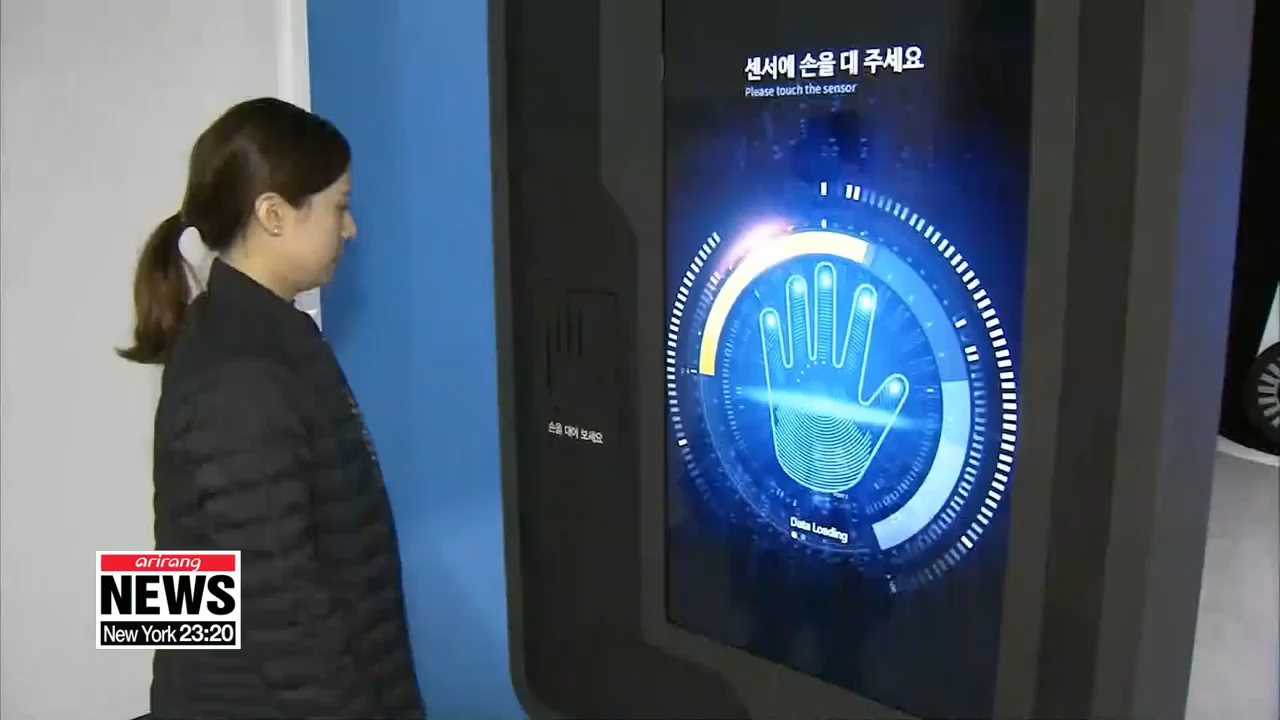 센서에 손을 대 주세요
Please touch the sensor
손을 대어 보세요
Data Loading
arirang
NEWS
New York 23:20